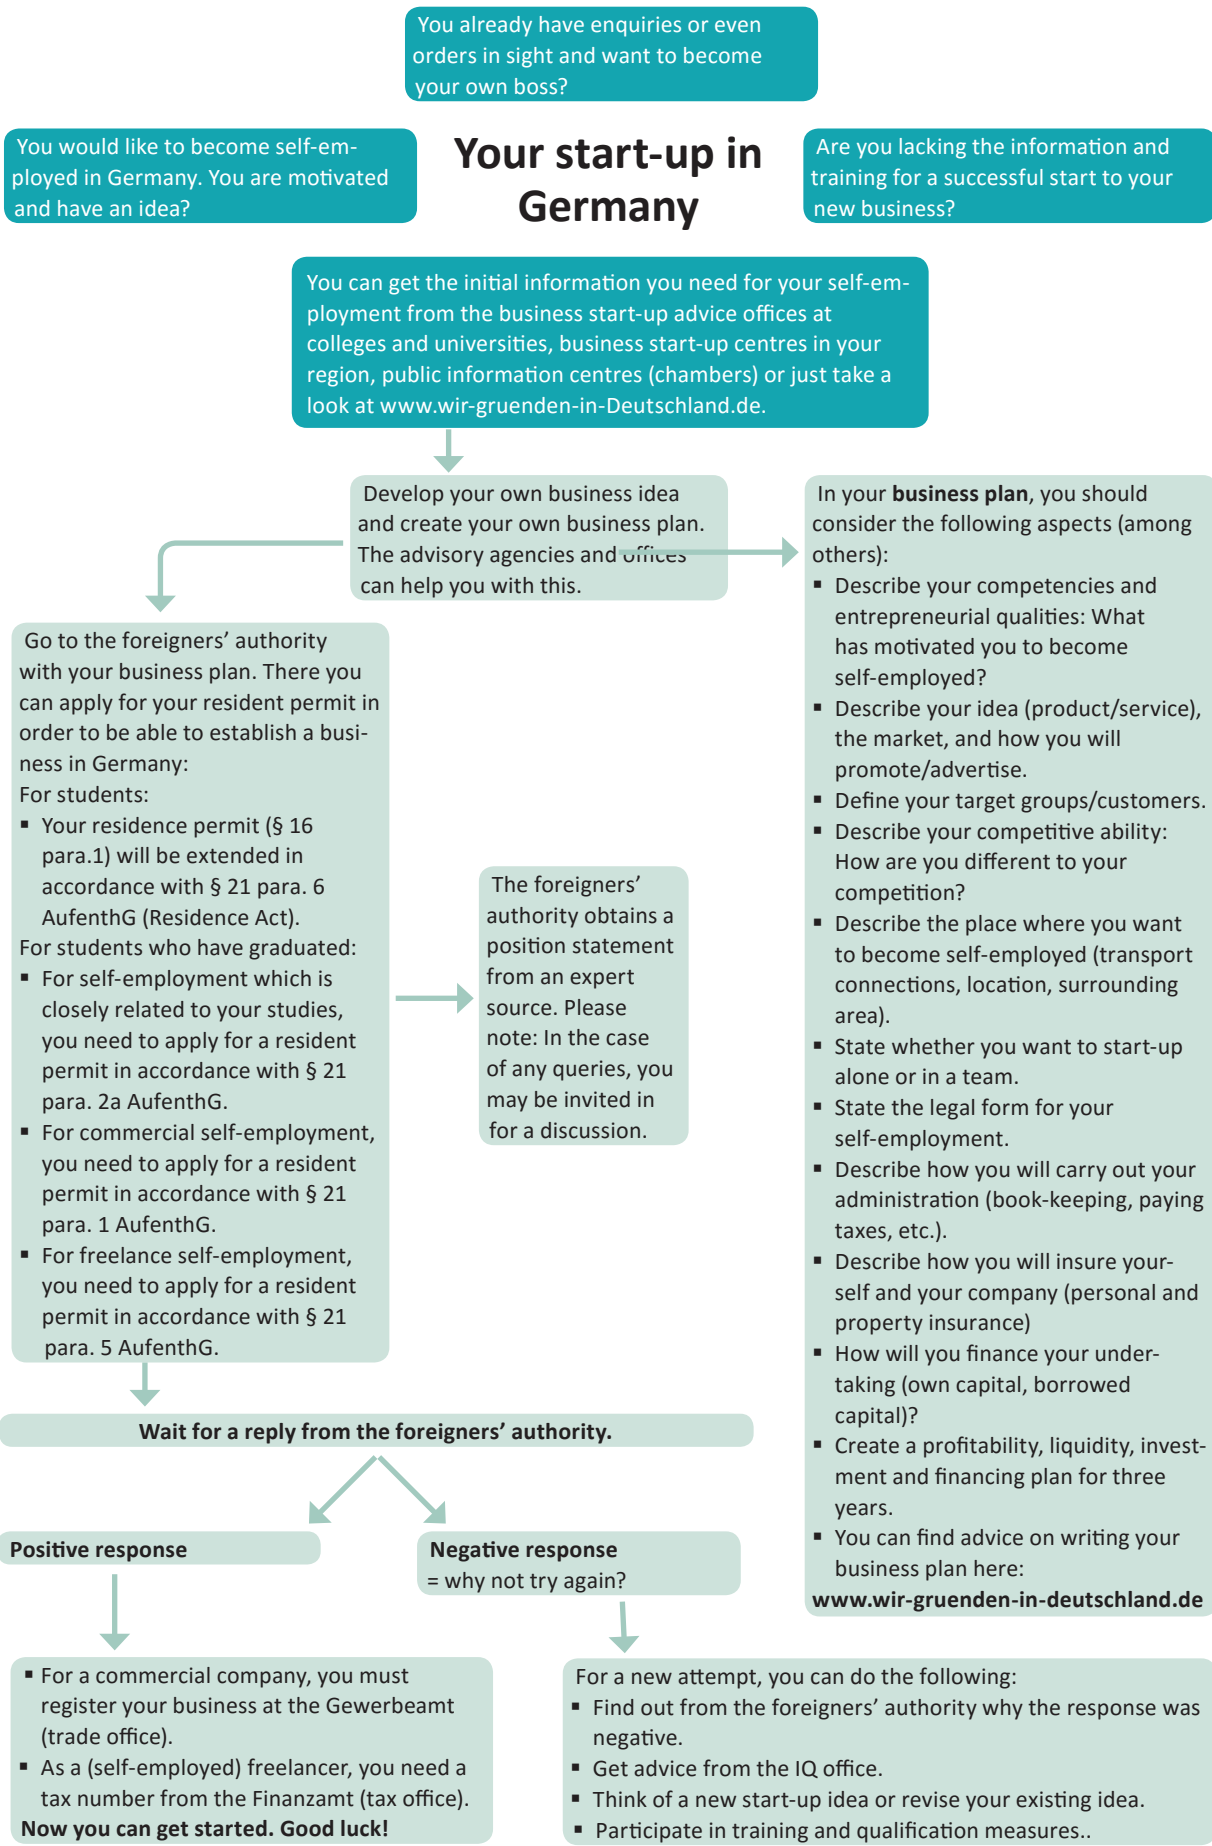 You already have enquiries or even
orders in sight and want to become
your own boss?
You would like to become self-em-
ployed in Germany. You are motivated
and have an idea?
Your start-up in
Germany
Are you lacking the information and
training for a successful start to your
new business?
You can get the initial information you need for your self-em-
ployment from the business start-up advice offices at
colleges and universities, business start-up centres in your
region, public information centres (chambers) or just take a
look at www.wir-gruenden-in-Deutschland.de.
Develop your own business idea
and create your own business plan.
The advisory agencies and offices
can help you with this.
In your business plan, you should
consider the following aspects (among
others):
▪ Describe your competencies and
entrepreneurial qualities: What
has motivated you to become
self-employed?
▪ Describe your idea (product/service),
the market, and how you will
promote/advertise.
▪ Define your target groups/customers.
▪ Describe your competitive ability:
How are you different to your
competition?
▪ Describe the place where you want
to become self-employed (transport
connections, location, surrounding
area).
▪ State whether you want to start-up
alone or in a team.
▪ State the legal form for your
self-employment.
▪ Describe how you will carry out your
administration (book-keeping, paying
taxes, etc.).
▪ Describe how you will insure your-
self and your company (personal and
property insurance)
▪ How will you finance your under-
taking (own capital, borrowed
capital)?
▪ Create a profitability, liquidity, invest-
ment and financing plan for three
years.
▪ You can find advice on writing your
business plan here:
www.wir-gruenden-in-deutschland.de
Go to the foreigners’ authority
with your business plan. There you
can apply for your resident permit in
order to be able to establish a busi-
ness in Germany:
For students:
▪ Your residence permit (§ 16
para.1) will be extended in
accordance with § 21 para. 6
AufenthG (Residence Act).
For students who have graduated:
▪ For self-employment which is
closely related to your studies,
you need to apply for a resident
permit in accordance with § 21
para. 2a AufenthG.
▪ For commercial self-employment,
you need to apply for a resident
permit in accordance with § 21
para. 1 AufenthG.
▪ For freelance self-employment,
you need to apply for a resident
permit in accordance with § 21
para. 5 AufenthG.
The foreigners’
authority obtains a
position statement
from an expert
source. Please
note: In the case
of any queries, you
may be invited in
for a discussion.
Wait for a reply from the foreigners’ authority.
Positive response
Negative response
= why not try again?
▪ For a commercial company, you must
register your business at the Gewerbeamt
(trade office).
▪ As a (self-employed) freelancer, you need a
tax number from the Finanzamt (tax office).
Now you can get started. Good luck!
For a new attempt, you can do the following:
▪ Find out from the foreigners’ authority why the response was
negative.
▪ Get advice from the IQ office.
▪ Think of a new start-up idea or revise your existing idea.
▪ Participate in training and qualification measures..